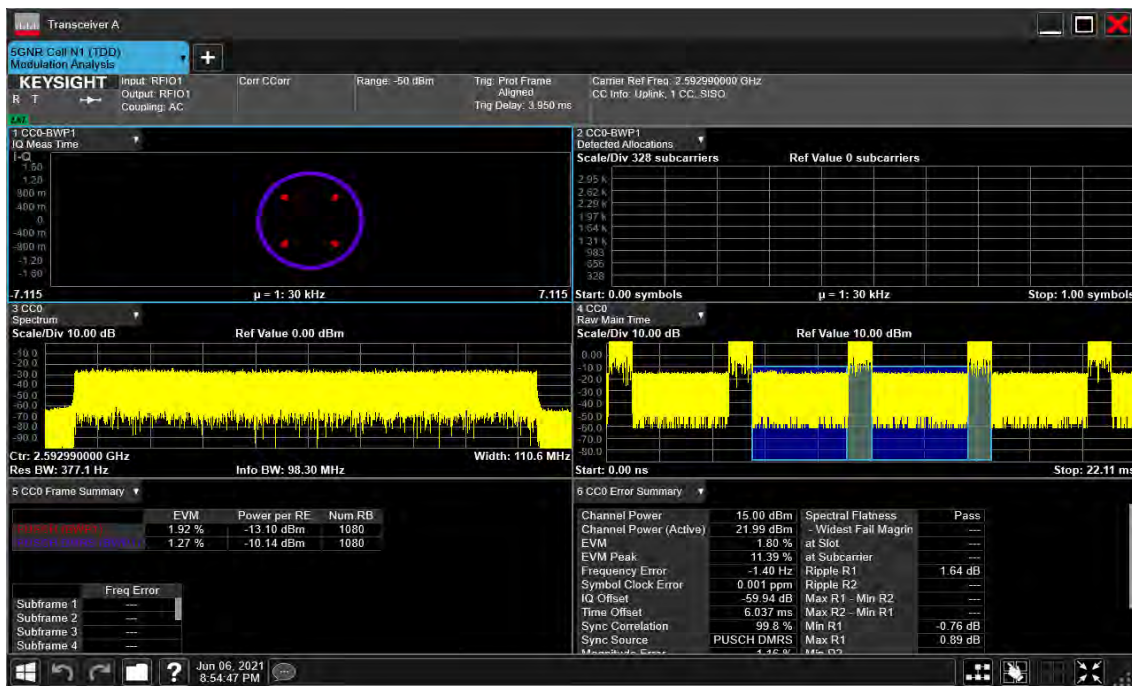 Transceiver A
5GNR Cell N1 (TDD)
Modulation Analysis
+
KEYSIGHT
R T
LXI
Input: RFIO1
Output: RFIO1
Coupling: AC
Corr CCorr
Range: -50 dBm
Trig: Prot Frame
Aligned
Trig Delay: 3.950 ms
Carrier Ref Freq: 2.592990000 GHz
CC Info: Uplink, 1 CC, SISO
1 CC0-BWP1
IQ Meas Time
I-Q
1.60
1.20
800 m
400 m
0
-400 m
-800 m
-1.20
-1.60
-7.115 µ = 1: 30 kHz 7.115
2 CC0-BWP1
Detected Allocations
Scale/Div 328 subcarriers Ref Value 0 subcarriers
2.95 k
2.62 k
2.29 k
1.97 k
1.64 k
1.31 k
983
656
328
Start: 0.00 symbols µ = 1: 30 kHz Stop: 1.00 symbols
3 CC0
Spectrum
Scale/Div 10.00 dB Ref Value 0.00 dBm
-10.0
-20.0
-30.0
-40.0
-50.0
-60.0
-70.0
-80.0
-90.0
Ctr: 2.592990000 GHz Width: 110.6 MHz
Res BW: 377.1 Hz Info BW: 98.30 MHz
4 CC0
Raw Main Time
Scale/Div 10.00 dB Ref Value 10.00 dBm
0.00
-10.0
-20.0
-30.0
-40.0
-50.0
-60.0
-70.0
-80.0
Start: 0.00 ns Stop: 22.11 ms
5 CC0 Frame Summary
EVM Power per RE Num RB
1.92 % -13.10 dBm 1080
1.27 % -10.14 dBm 1080
Freq Error
Subframe 1 ---
Subframe 2 ---
Subframe 3 ---
Subframe 4 ---
6 CC0 Error Summary
Channel Power 15.00 dBm Spectral Flatness Pass
Channel Power (Active) 21.99 dBm - Widest Fail Magrin ---
EVM 1.80 % at Slot ---
EVM Peak 11.39 % at Subcarrier ---
Frequency Error -1.40 Hz Ripple R1 1.64 dB
Symbol Clock Error 0.001 ppm Ripple R2 ---
IQ Offset -59.94 dB Max R1 - Min R2 ---
Time Offset 6.037 ms Max R2 - Min R1 ---
Sync Correlation 99.8 % Min R1 -0.76 dB
Sync Source PUSCH DMRS Max R1 0.89 dB
Magnitude Error 1.16 % Min R2
?
Jun 06, 2021
8:54:47 PM